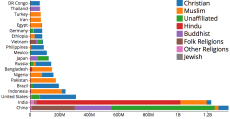 DR Congo
Thailand
Turkey
Iran
Egypt
Germany
Ethiopia
Vietnam
Philippines
Mexico
Japan
Russia
Bangladesh
Nigeria
Pakistan
Brazil
Indonesia
United States
India
China
0
200M
400M
600M
800M
1B
1.2B
Christian
Muslim
Unaffiliated
Hindu
Buddhist
Folk Religions
Other Religions
Jewish